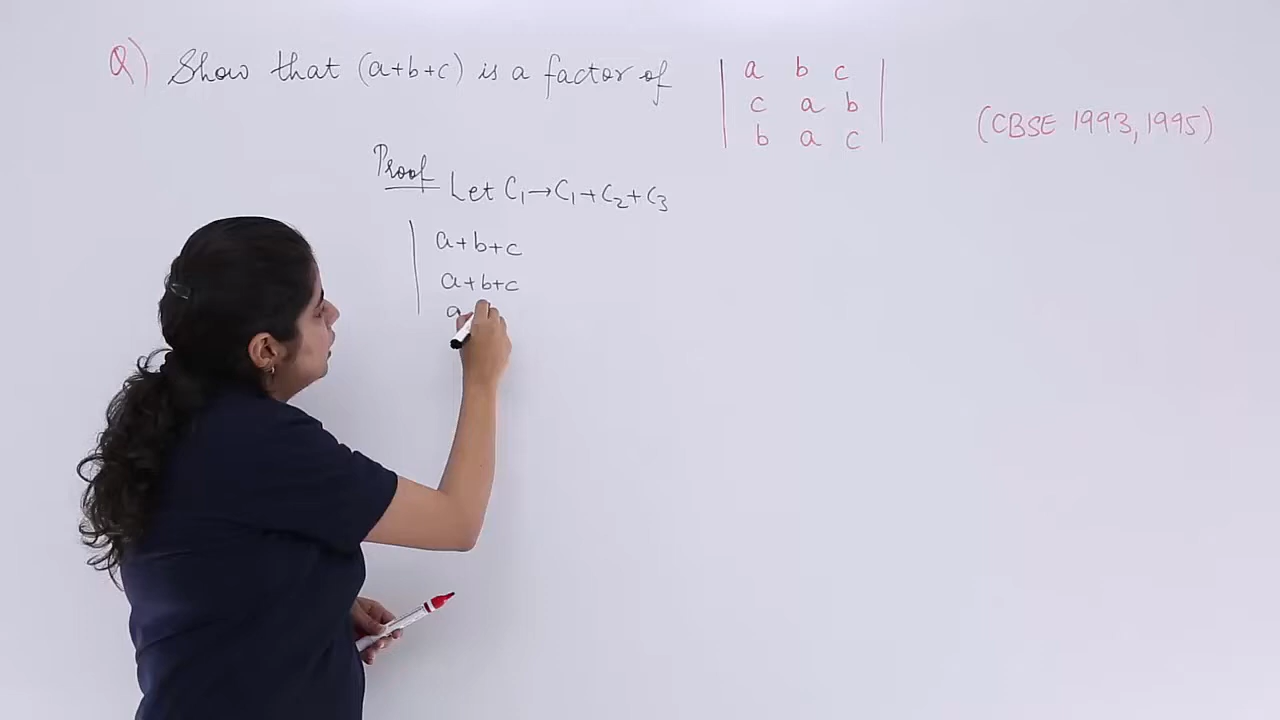 Q) Show that (a+b+c) is a factor of
a b c
c a b
b a c
(CBSE 1993, 1995)
Proof Let C₁→C₁+C₂+C₃
a+b+c
a+b+c
a